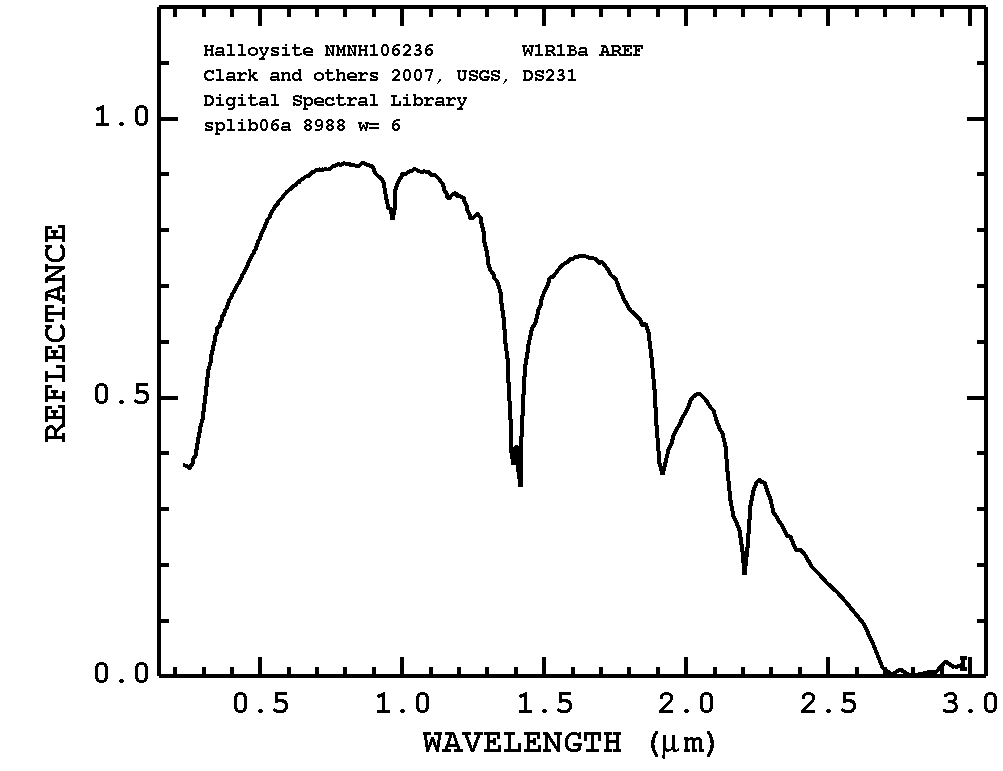 Halloysite NMNH106236 W1R1Ba AREF
Clark and others 2007, USGS, DS231
Digital Spectral Library
splib06a 8988 w= 6
1.0
0.5
0.0
REFLECTANCE
0.5 1.0 1.5 2.0 2.5 3.0
WAVELENGTH (μm)